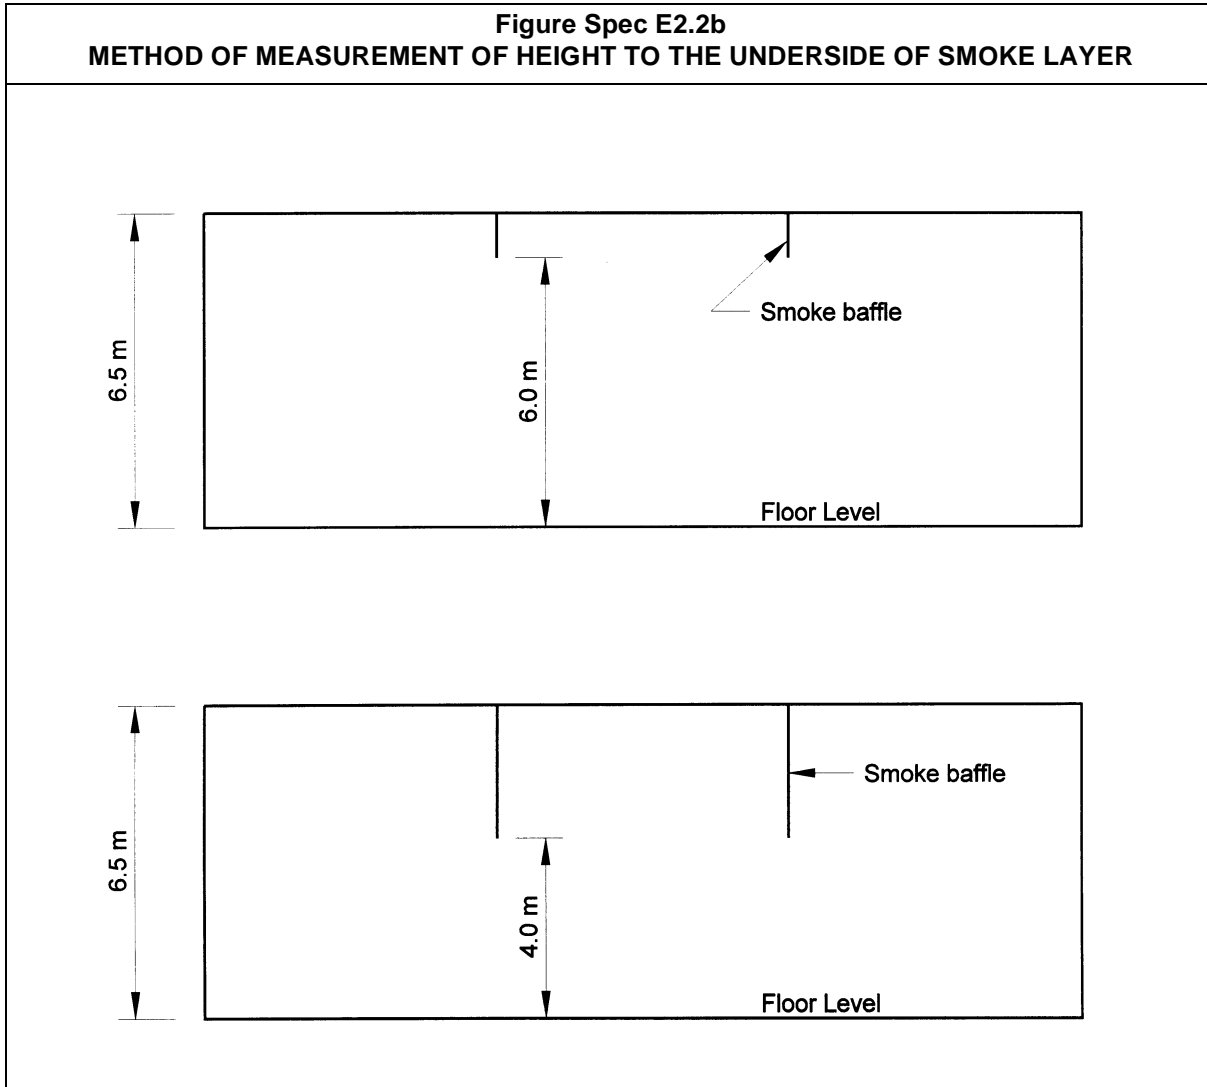 Figure Spec E2.2b
METHOD OF MEASUREMENT OF HEIGHT TO THE UNDERSIDE OF SMOKE LAYER
6.5 m
6.0 m
Smoke baffle
Floor Level
6.5 m
4.0 m
Smoke baffle
Floor Level